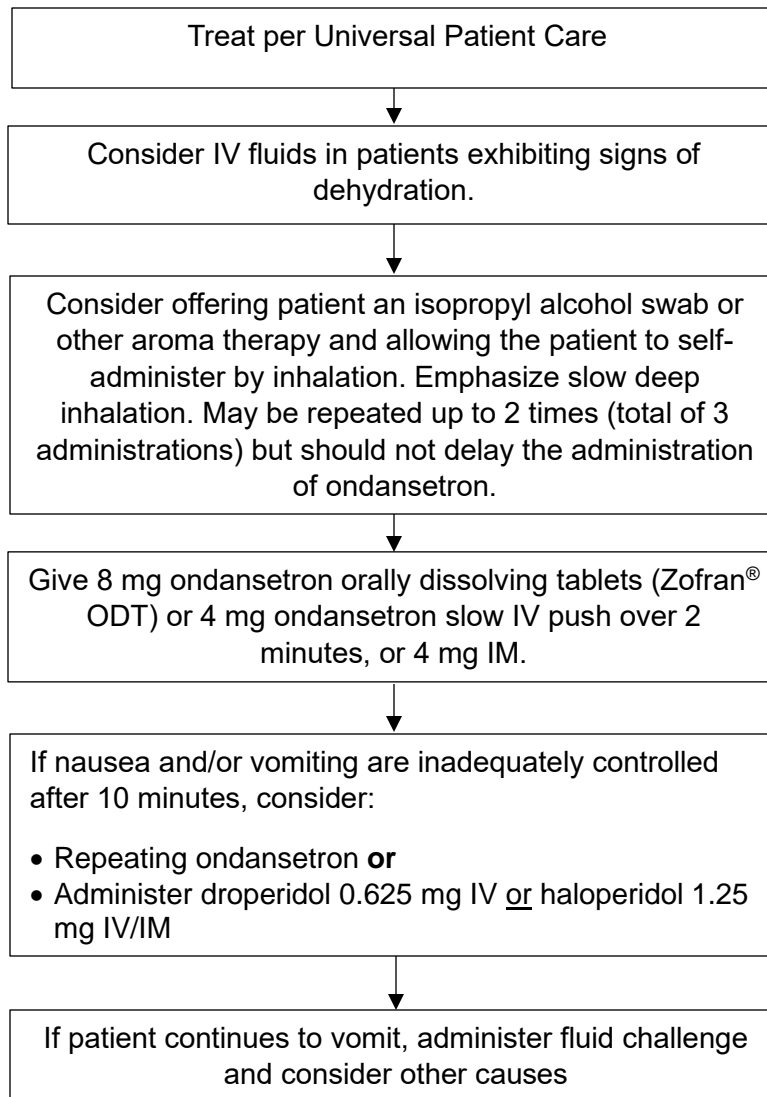 Treat per Universal Patient Care
Consider IV fluids in patients exhibiting signs of
dehydration.
Consider offering patient an isopropyl alcohol swab or
other aroma therapy and allowing the patient to self-
administer by inhalation. Emphasize slow deep
inhalation. May be repeated up to 2 times (total of 3
administrations) but should not delay the administration
of ondansetron.
Give 8 mg ondansetron orally dissolving tablets (Zofran®
ODT) or 4 mg ondansetron slow IV push over 2
minutes, or 4 mg IM.
If nausea and/or vomiting are inadequately controlled
after 10 minutes, consider:
• Repeating ondansetron or
• Administer droperidol 0.625 mg IV or haloperidol 1.25
mg IV/IM
If patient continues to vomit, administer fluid challenge
and consider other causes